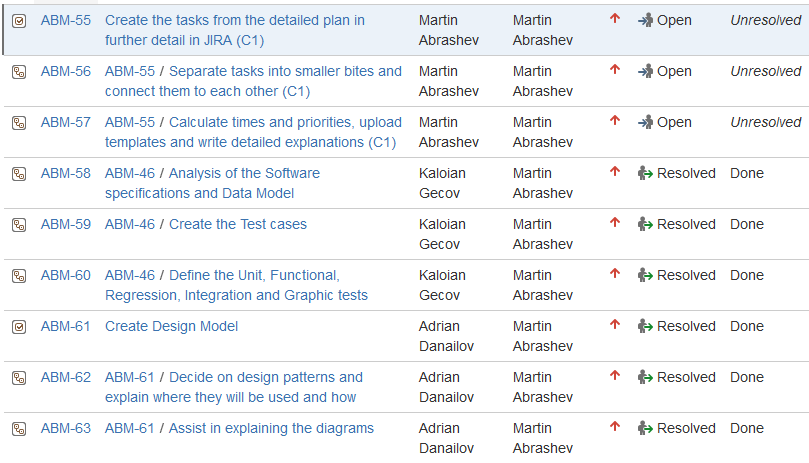 ABM-55 Create the tasks from the detailed plan in Martin Martin Open Unresolved
further detail in JIRA (C1) Abrashev Abrashev
ABM-56 ABM-55 / Separate tasks into smaller bites and Martin Martin Open Unresolved
connect them to each other (C1) Abrashev Abrashev
ABM-57 ABM-55 / Calculate times and priorities, upload Martin Martin Open Unresolved
templates and write detailed explanations (C1) Abrashev Abrashev
ABM-58 ABM-46 / Analysis of the Software Kaloian Martin Resolved Done
specifications and Data Model Gecov Abrashev
ABM-59 ABM-46 / Create the Test cases Kaloian Martin Resolved Done
Gecov Abrashev
ABM-60 ABM-46 / Define the Unit, Functional, Kaloian Martin Resolved Done
Regression, Integration and Graphic tests Gecov Abrashev
ABM-61 Create Design Model Adrian Martin Resolved Done
Danailov Abrashev
ABM-62 ABM-61 / Decide on design patterns and Adrian Martin Resolved Done
explain where they will be used and how Danailov Abrashev
ABM-63 ABM-61 / Assist in explaining the diagrams Adrian Martin Resolved Done
Danailov Abrashev